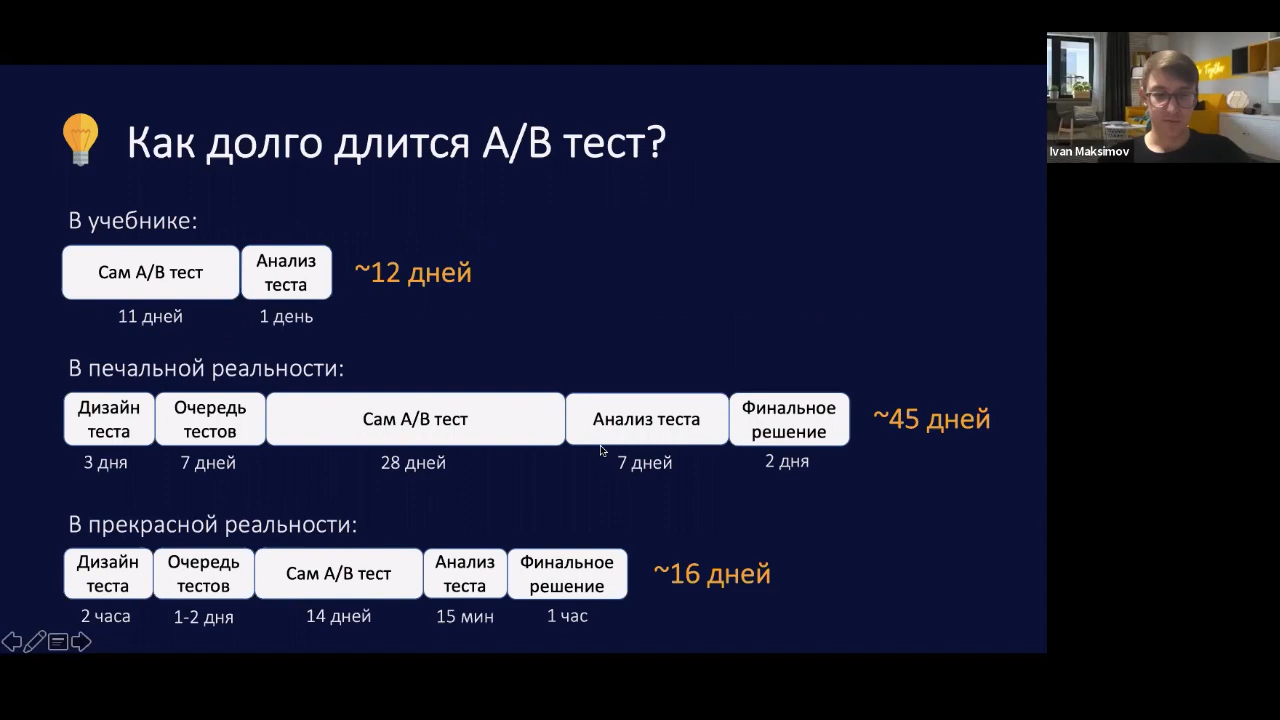 Как долго длится A/B тест?
В учебнике:
Сам A/B тест
Анализ
теста
~12 дней
11 дней
1 день
В печальной реальности:
Дизайн
теста
Очередь
тестов
Сам A/B тест
Анализ теста
Финальное
решение
~45 дней
3 дня
7 дней
28 дней
7 дней
2 дня
В прекрасной реальности:
Дизайн
теста
Очередь
тестов
Сам A/B тест
Анализ
теста
Финальное
решение
~16 дней
2 часа
1-2 дня
14 дней
15 мин
1 час
Ivan Maksimov